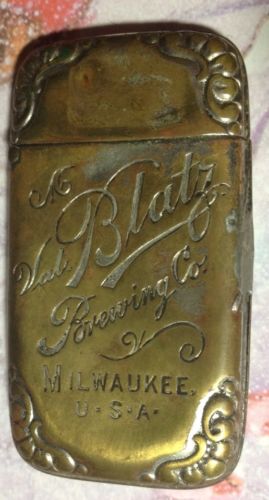 Val. Blatz
Brewing Co.
MILWAUKEE,
U·S·A·